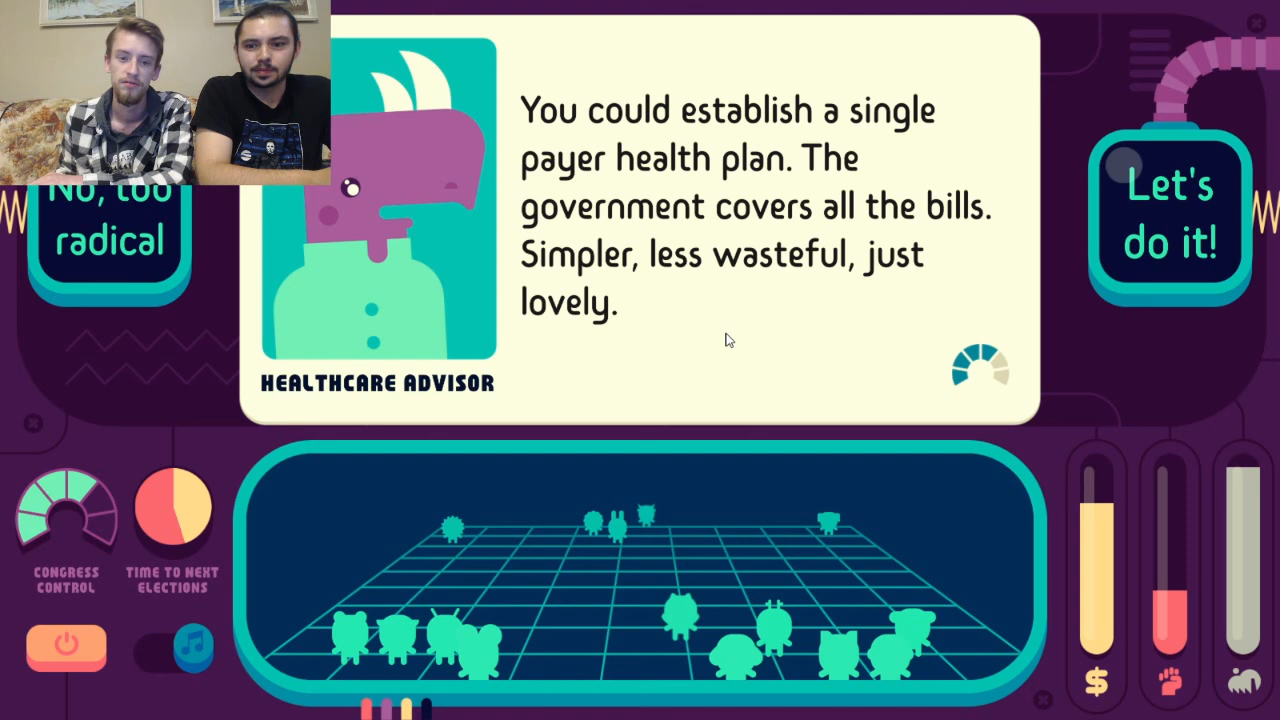 You could establish a single
payer health plan. The
government covers all the bills.
Simpler, less wasteful, just
lovely.
HEALTHCARE ADVISOR
No, too
radical
Let's
do it!
CONGRESS
CONTROL
TIME TO NEXT
ELECTIONS
$